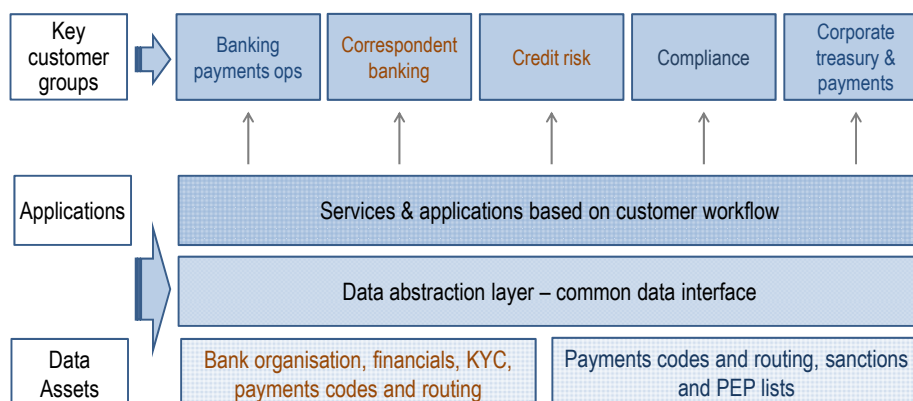 Key
customer
groups
Banking
payments ops
Correspondent
banking
Credit risk
Compliance
Corporate
treasury &
payments
Applications
Services & applications based on customer workflow
Data abstraction layer – common data interface
Data
Assets
Bank organisation, financials, KYC,
payments codes and routing
Payments codes and routing, sanctions
and PEP lists